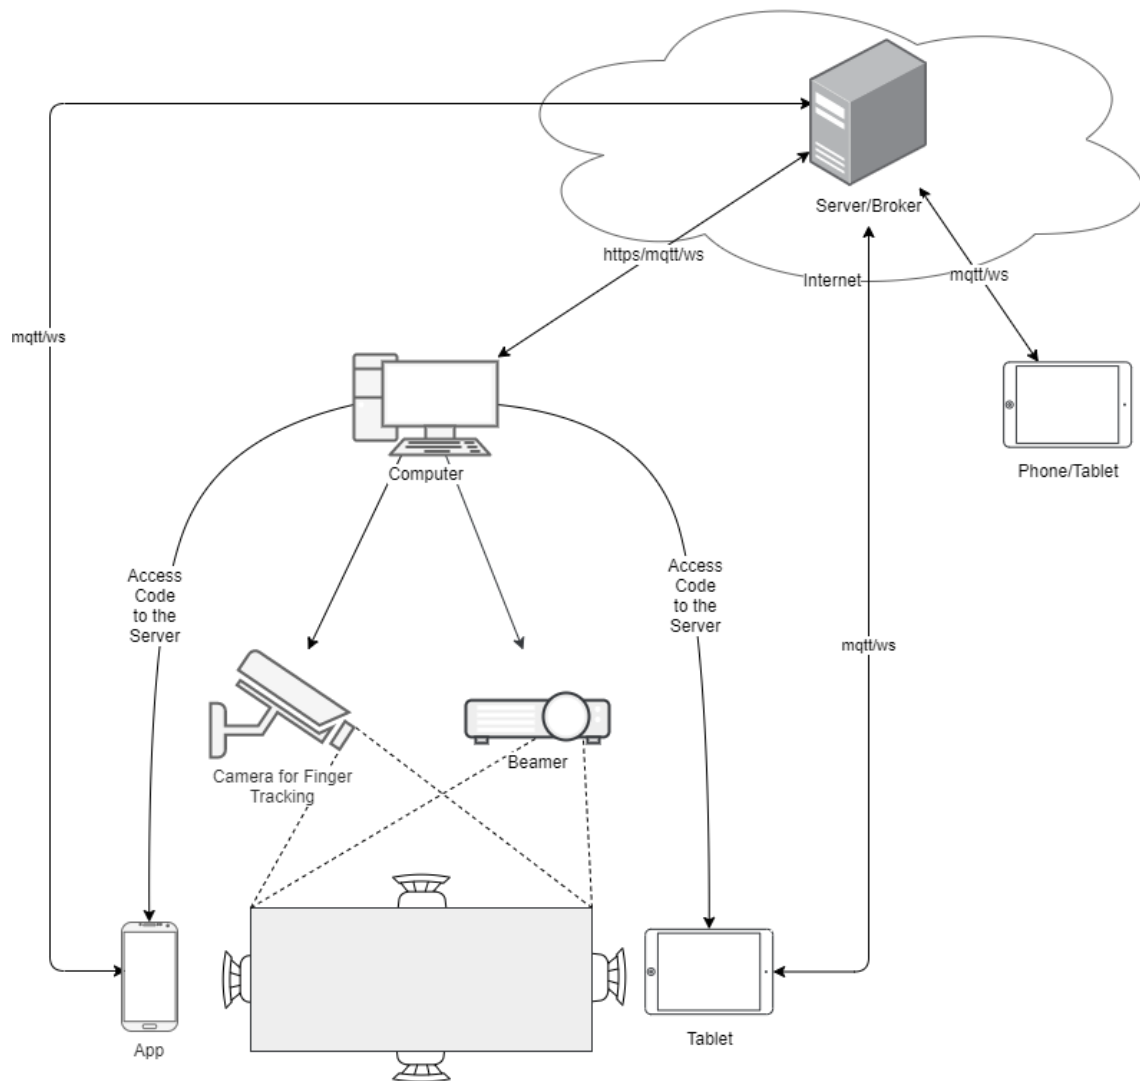 Server/Broker
https/mqtt/ws
Internet
mqtt/ws
mqtt/ws
Computer
Phone/Tablet
Access
Code
to the
Server
Access
Code
to the
Server
mqtt/ws
Camera for Finger
Tracking
Beamer
App
Tablet